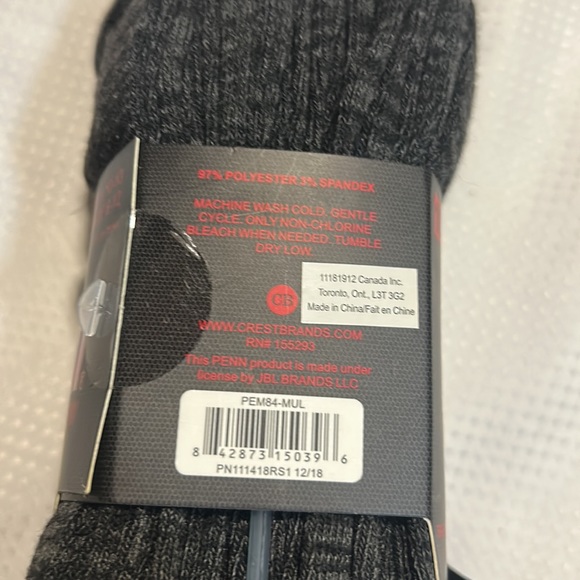 97% POLYESTER 3% SPANDEX
MACHINE WASH COLD, GENTLE
CYCLE. ONLY NON-CHLORINE
BLEACH WHEN NEEDED. TUMBLE
DRY LOW.
CB
11181912 Canada Inc.
Toronto, Ont., L3T 3G2
Made in China/Fait en Chine
WWW.CRESTBRANDS.COM
RN# 155293
This PENN product is made under
license by JBL BRANDS LLC
PEM84-MUL
8 42873 15039 6
PN111418RS1 12/18